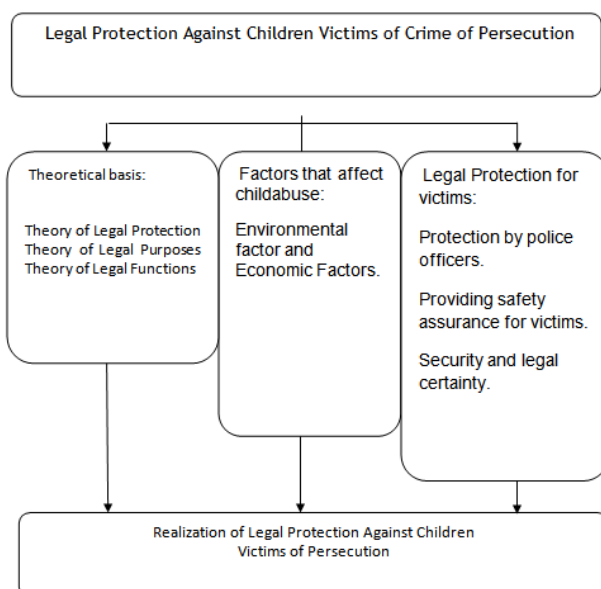 Legal Protection Against Children Victims of Crime of Persecution
Theoretical basis:
Theory of Legal Protection
Theory of Legal Purposes
Theory of Legal Functions
Factors that affect
childabuse:
Environmental
factor and
Economic Factors.
Legal Protection for
victims:
Protection by police
officers.
Providing safety
assurance for victims.
Security and legal
certainty.
Realization of Legal Protection Against Children
Victims of Persecution